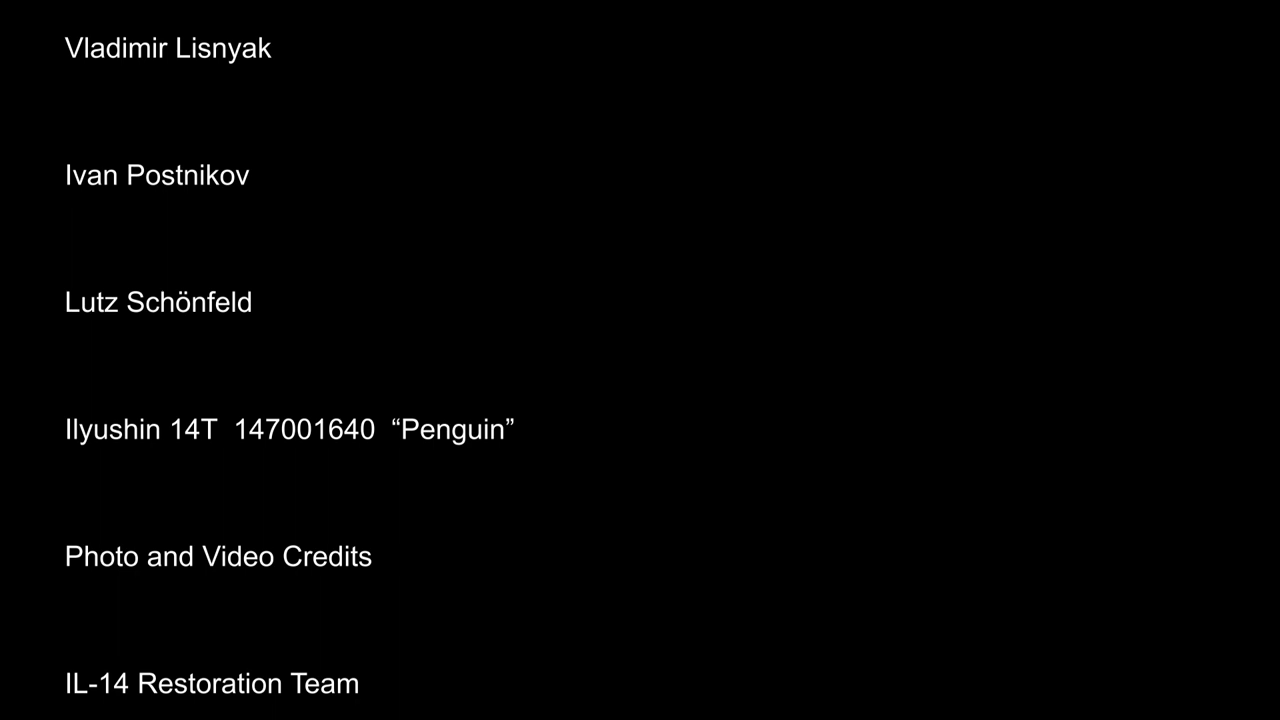 Vladimir Lisnyak
Ivan Postnikov
Lutz Schönfeld
Ilyushin 14T  147001640  “Penguin”
Photo and Video Credits
IL-14 Restoration Team